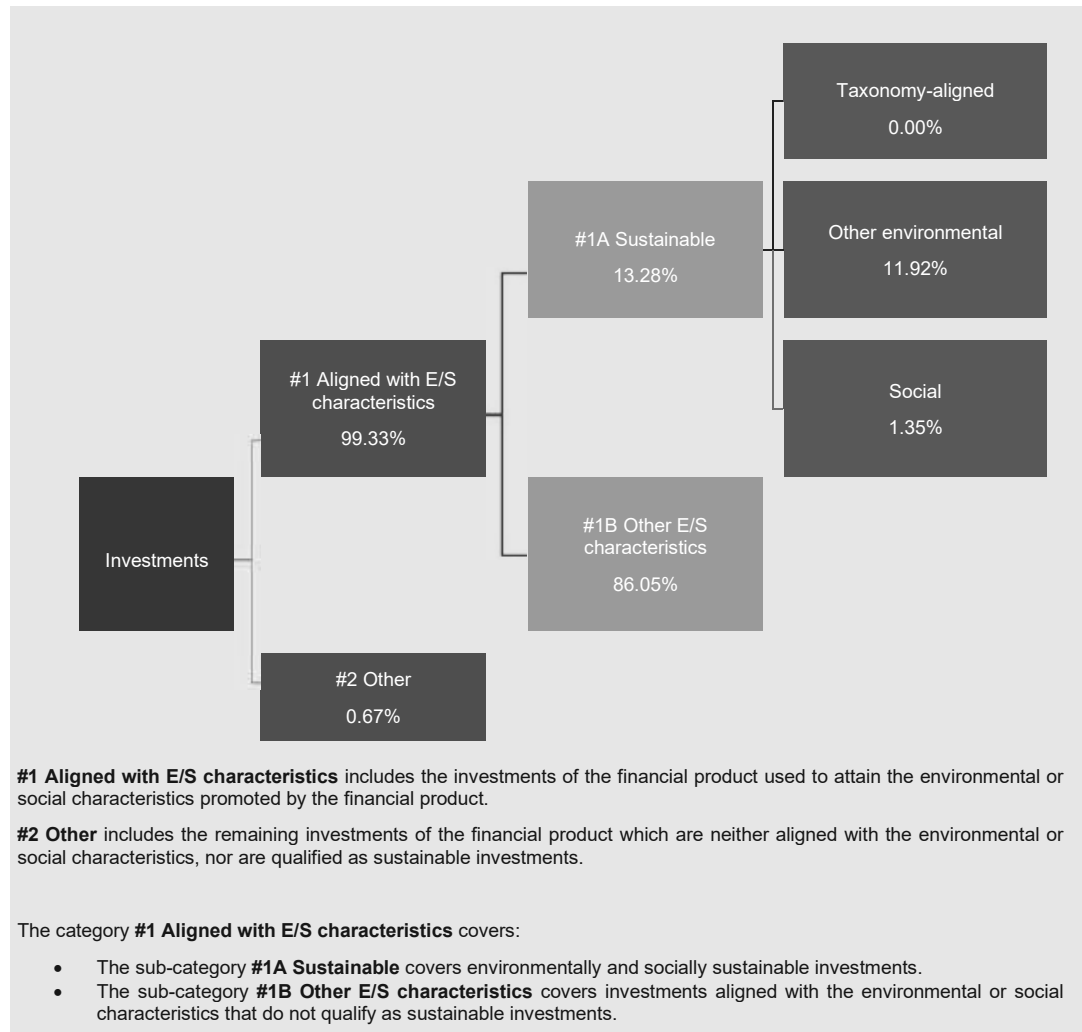 Taxonomy-aligned
0.00%
#1A Sustainable
13.28%
Other environmental
11.92%
#1 Aligned with E/S
characteristics
99.33%
Social
1.35%
Investments
#1B Other E/S
characteristics
86.05%
#2 Other
0.67%
#1 Aligned with E/S characteristics includes the investments of the financial product used to attain the environmental or
social characteristics promoted by the financial product.
#2 Other includes the remaining investments of the financial product which are neither aligned with the environmental or
social characteristics, nor are qualified as sustainable investments.
The category #1 Aligned with E/S characteristics covers:
• The sub-category #1A Sustainable covers environmentally and socially sustainable investments.
• The sub-category #1B Other E/S characteristics covers investments aligned with the environmental or social
characteristics that do not qualify as sustainable investments.